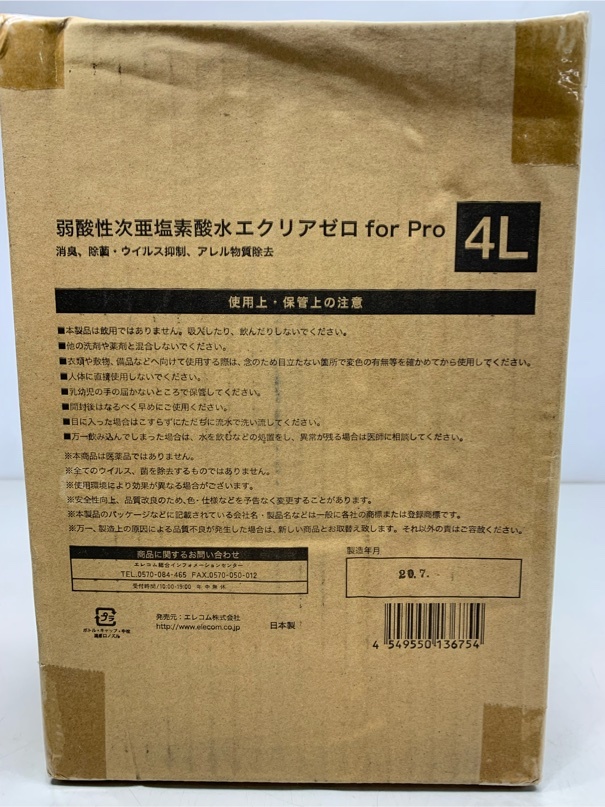 弱酸性次亜塩素酸水エクリアゼロ for Pro 4L
消臭、除菌・ウイルス抑制、アレル物質除去
使用上・保管上の注意
■本製品は飲用ではありません。吸入したり、飲んだりしないでください。
■他の洗剤や薬剤と混合しないでください。
■衣類や敷物、備品などへ向けて使用する際は、念のため目立たない箇所で変色の有無等を確かめてから使用してください。
■人体に直接使用しないでください。
■乳幼児の手の届かないところで保管してください。
■開封後はなるべく早めにご使用ください。
■目に入った場合はこすらずにただちに流水で洗い流してください。
■万一飲み込んでしまった場合は、水を飲むなどの処置をし、異常が残る場合は医師に相談してください。
※本商品は医薬品ではありません。
※全てのウイルス、菌を除去するものではありません。
※使用環境により効果が異なる場合がございます。
※安全性向上、品質改良のため、色・仕様などを予告なく変更することがあります。
※本製品のパッケージなどに記載されている会社名・製品名などは一般に各社の商標または登録商標です。
※万一、製造上の原因による品質不良が発生した場合は、新しい商品とお取替え致します。それ以外の責はご容赦ください。
商品に関するお問い合わせ
エレコム総合インフォメーションセンター
TEL.0570-084-465 FAX.0570-050-012
受付時間/10:00-19:00 年中無休
製造年月
20.7.
プラ
ボトル・キャップ・中栓
発売元：エレコム株式会社
http://www.elecom.co.jp
日本製
4 549550 136754